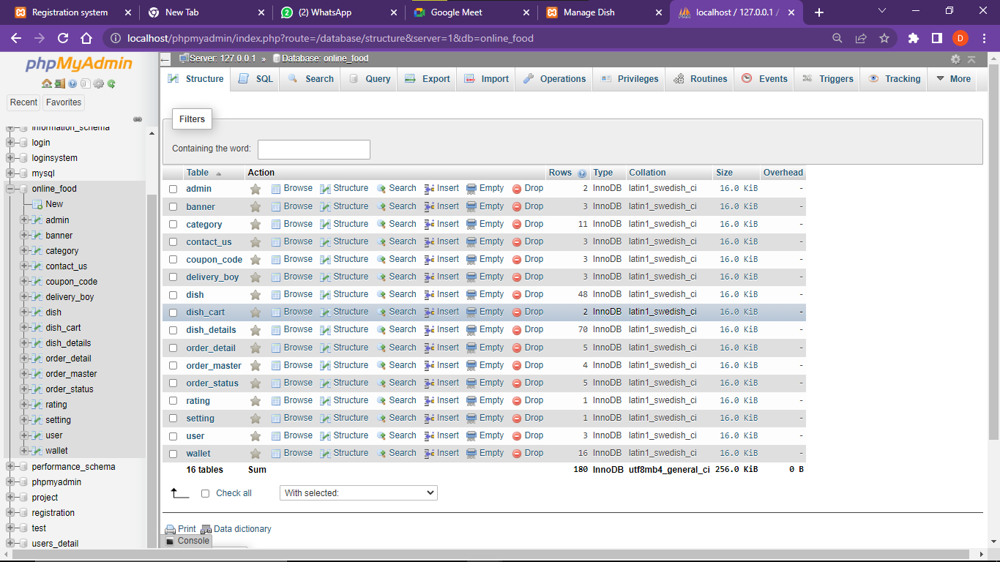 Registration system
New Tab
(2) WhatsApp
Google Meet
Manage Dish
localhost / 127.0.0.1 /
localhost/phpmyadmin/index.php?route=/database/structure&server=1&db=online_food
D
phpMyAdmin
Recent Favorites
information_schema
login
loginsystem
mysql
online_food
New
admin
banner
category
contact_us
coupon_code
delivery_boy
dish
dish_cart
dish_details
order_detail
order_master
order_status
rating
setting
user
wallet
performance_schema
phpmyadmin
project
registration
test
users_detail
Server: 127.0.0.1 » Database: online_food
Structure SQL Search Query Export Import Operations Privileges Routines Events Triggers Tracking More
Filters
Containing the word:
Table Action Rows Type Collation Size Overhead
admin Browse Structure Search Insert Empty Drop 2 InnoDB latin1_swedish_ci 16.0 KiB -
banner Browse Structure Search Insert Empty Drop 3 InnoDB latin1_swedish_ci 16.0 KiB -
category Browse Structure Search Insert Empty Drop 11 InnoDB latin1_swedish_ci 16.0 KiB -
contact_us Browse Structure Search Insert Empty Drop 3 InnoDB latin1_swedish_ci 16.0 KiB -
coupon_code Browse Structure Search Insert Empty Drop 3 InnoDB latin1_swedish_ci 16.0 KiB -
delivery_boy Browse Structure Search Insert Empty Drop 3 InnoDB latin1_swedish_ci 16.0 KiB -
dish Browse Structure Search Insert Empty Drop 48 InnoDB latin1_swedish_ci 16.0 KiB -
dish_cart Browse Structure Search Insert Empty Drop 2 InnoDB latin1_swedish_ci 16.0 KiB -
dish_details Browse Structure Search Insert Empty Drop 70 InnoDB latin1_swedish_ci 16.0 KiB -
order_detail Browse Structure Search Insert Empty Drop 5 InnoDB latin1_swedish_ci 16.0 KiB -
order_master Browse Structure Search Insert Empty Drop 4 InnoDB latin1_swedish_ci 16.0 KiB -
order_status Browse Structure Search Insert Empty Drop 5 InnoDB latin1_swedish_ci 16.0 KiB -
rating Browse Structure Search Insert Empty Drop 1 InnoDB latin1_swedish_ci 16.0 KiB -
setting Browse Structure Search Insert Empty Drop 1 InnoDB latin1_swedish_ci 16.0 KiB -
user Browse Structure Search Insert Empty Drop 3 InnoDB latin1_swedish_ci 16.0 KiB -
wallet Browse Structure Search Insert Empty Drop 16 InnoDB latin1_swedish_ci 16.0 KiB -
16 tables Sum 180 InnoDB utf8mb4_general_ci 256.0 KiB 0 B
Check all With selected:
Print Data dictionary
Console